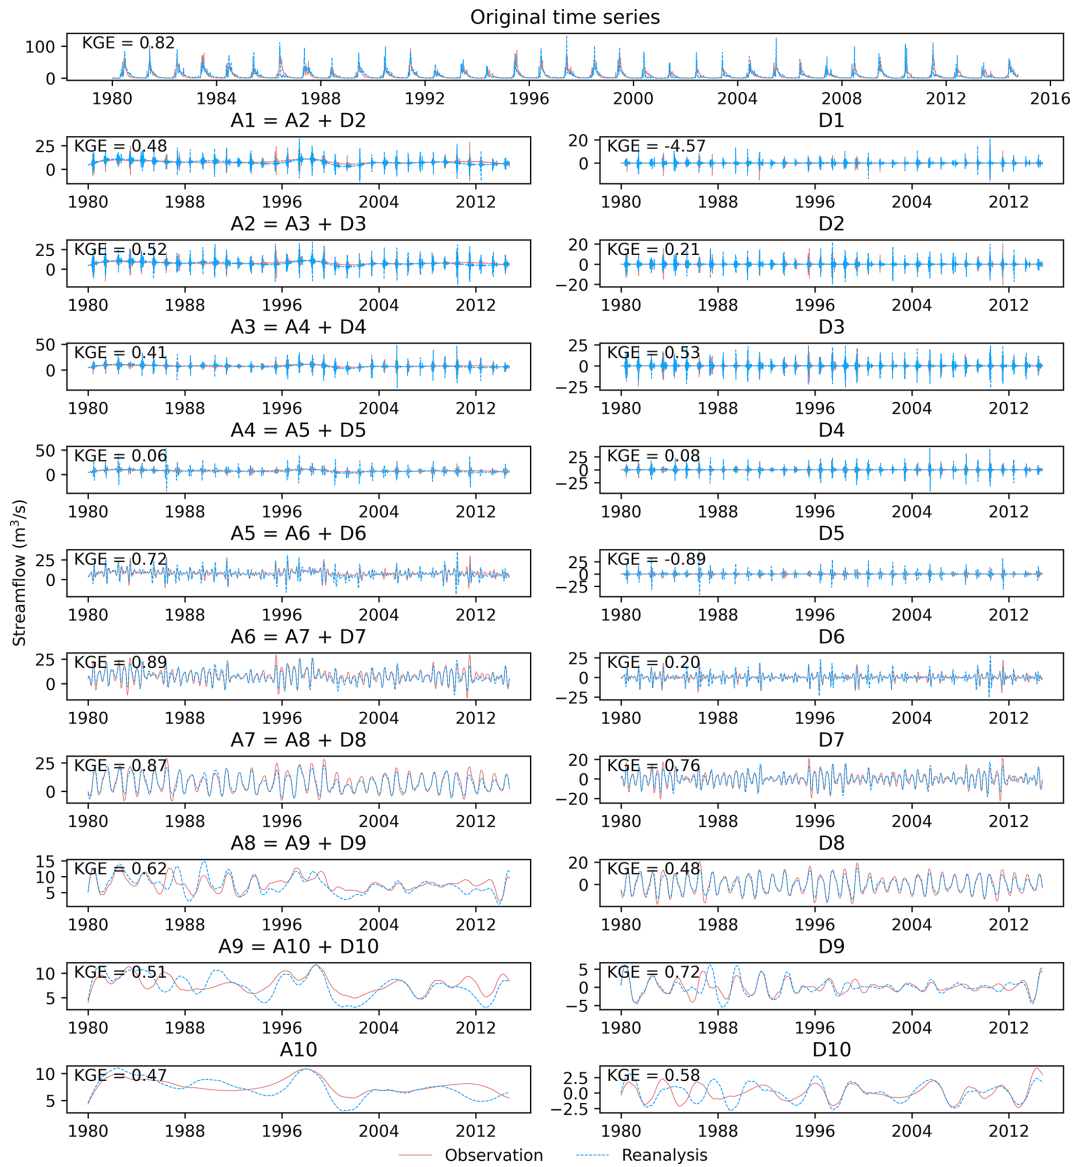 Original time series
KGE = 0.82
100
0
1980 1984 1988 1992 1996 2000 2004 2008 2012 2016
A1 = A2 + D2 D1
KGE = 0.48 KGE = -4.57
25 20
0 0
1980 1988 1996 2004 2012 1980 1988 1996 2004 2012
A2 = A3 + D3 D2
KGE = 0.52 KGE = 0.21
25 20
0 0
−20
1980 1988 1996 2004 2012 1980 1988 1996 2004 2012
A3 = A4 + D4 D3
KGE = 0.41 KGE = 0.53
50 25
0 0
−25
1980 1988 1996 2004 2012 1980 1988 1996 2004 2012
A4 = A5 + D5 D4
KGE = 0.06 KGE = 0.08
50 25
0 0
−25
1980 1988 1996 2004 2012 1980 1988 1996 2004 2012
Streamflow (m³/s)
A5 = A6 + D6 D5
KGE = 0.72 KGE = -0.89
25 25
0 0
−25
1980 1988 1996 2004 2012 1980 1988 1996 2004 2012
A6 = A7 + D7 D6
KGE = 0.89 KGE = 0.20
25 25
0 0
−25
1980 1988 1996 2004 2012 1980 1988 1996 2004 2012
A7 = A8 + D8 D7
KGE = 0.87 KGE = 0.76
25 20
0 0
−20
1980 1988 1996 2004 2012 1980 1988 1996 2004 2012
A8 = A9 + D9 D8
KGE = 0.62 KGE = 0.48
15 20
10 0
5
1980 1988 1996 2004 2012 1980 1988 1996 2004 2012
A9 = A10 + D10 D9
KGE = 0.51 KGE = 0.72
10 5
5 0
−5
1980 1988 1996 2004 2012 1980 1988 1996 2004 2012
A10 D10
KGE = 0.47 KGE = 0.58
10 2.5
5 0.0
−2.5
1980 1988 1996 2004 2012 1980 1988 1996 2004 2012
Observation Reanalysis